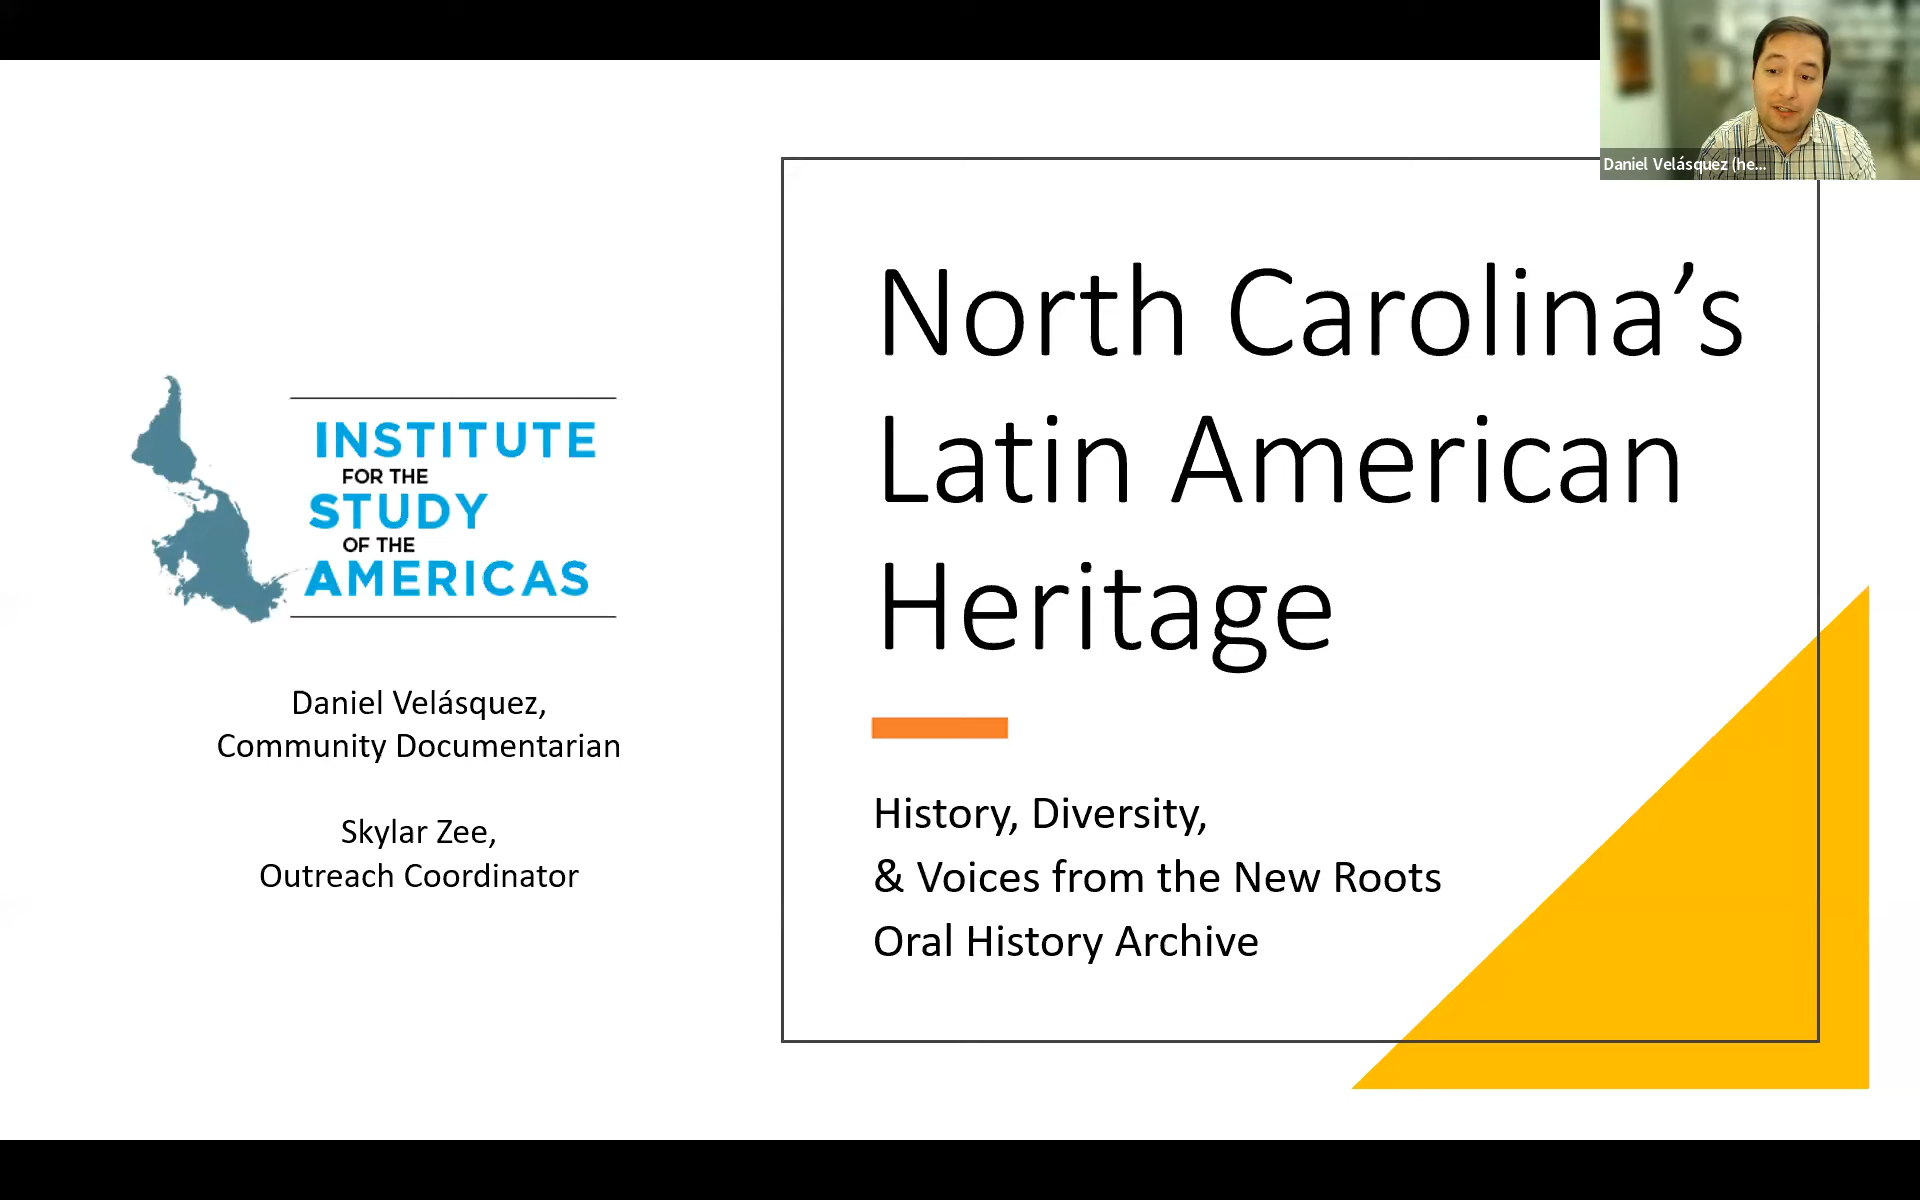 Daniel Velásquez (he...
INSTITUTE
FOR THE
STUDY
OF THE
AMERICAS
Daniel Velásquez,
Community Documentarian
Skylar Zee,
Outreach Coordinator
North Carolina’s
Latin American
Heritage
History, Diversity,
& Voices from the New Roots
Oral History Archive